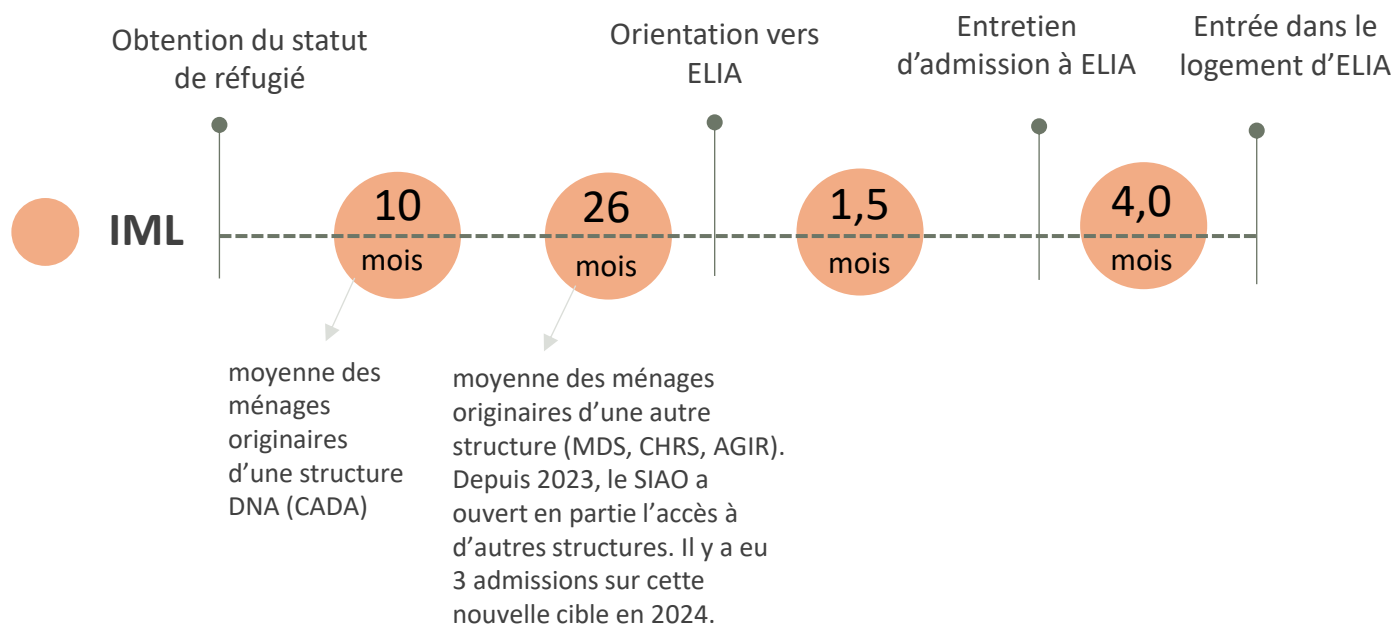 Obtention du statut
de réfugié
Orientation vers
ELIA
Entretien
d’admission à ELIA
Entrée dans le
logement d’ELIA
IML
10
mois
26
mois
1,5
mois
4,0
mois
moyenne des
ménages
originaires
d’une structure
DNA (CADA)
moyenne des ménages
originaires d’une autre
structure (MDS, CHRS, AGIR).
Depuis 2023, le SIAO a
ouvert en partie l’accès à
d’autres structures. Il y a eu
3 admissions sur cette
nouvelle cible en 2024.